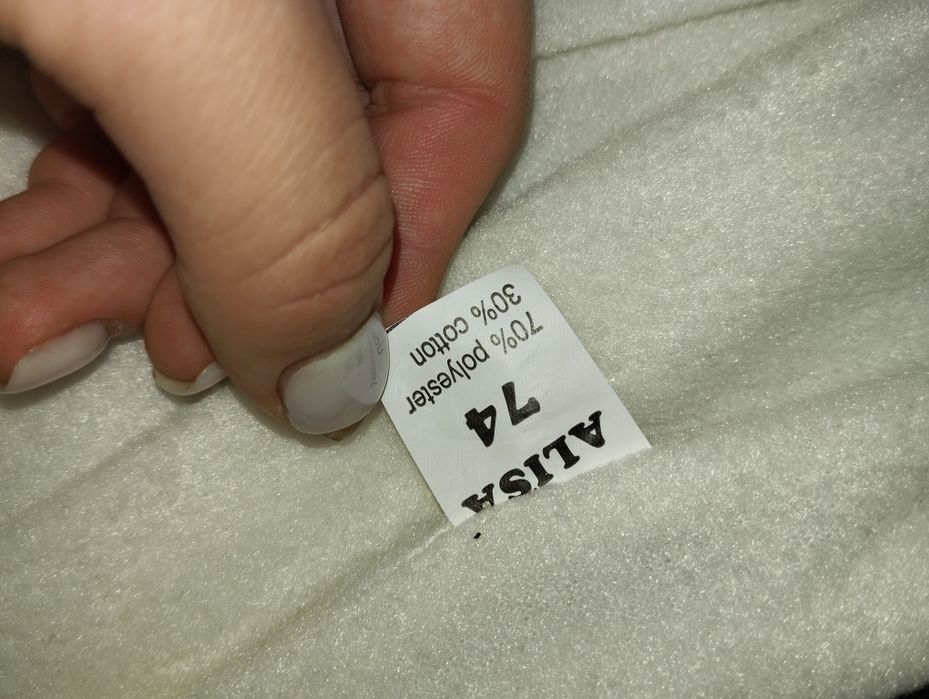 ALISA
74
70% polyester
30% cotton